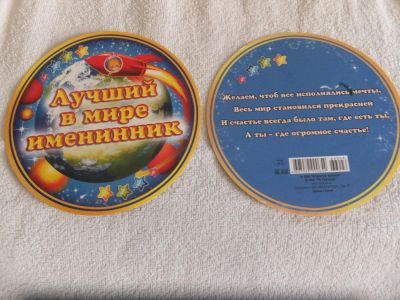 Лучший
в мире
именинник
Желаем, чтоб все исполнялись мечты,
Весь мир становился прекрасней
И счастье всегда было там, где есть ты,
А ты – где огромное счастье!